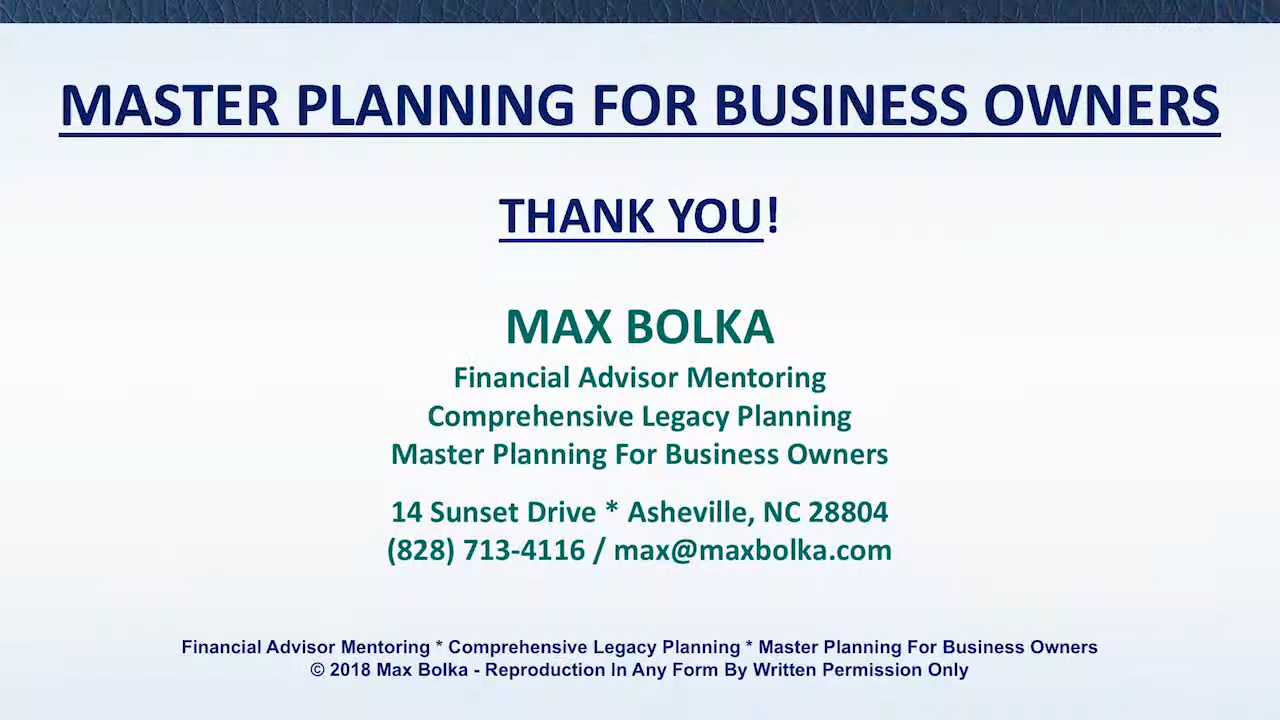 MASTER PLANNING FOR BUSINESS OWNERS
THANK YOU!
MAX BOLKA
Financial Advisor Mentoring
Comprehensive Legacy Planning
Master Planning For Business Owners
14 Sunset Drive * Asheville, NC 28804
(828) 713-4116 / max@maxbolka.com
Financial Advisor Mentoring * Comprehensive Legacy Planning * Master Planning For Business Owners
© 2018 Max Bolka - Reproduction In Any Form By Written Permission Only